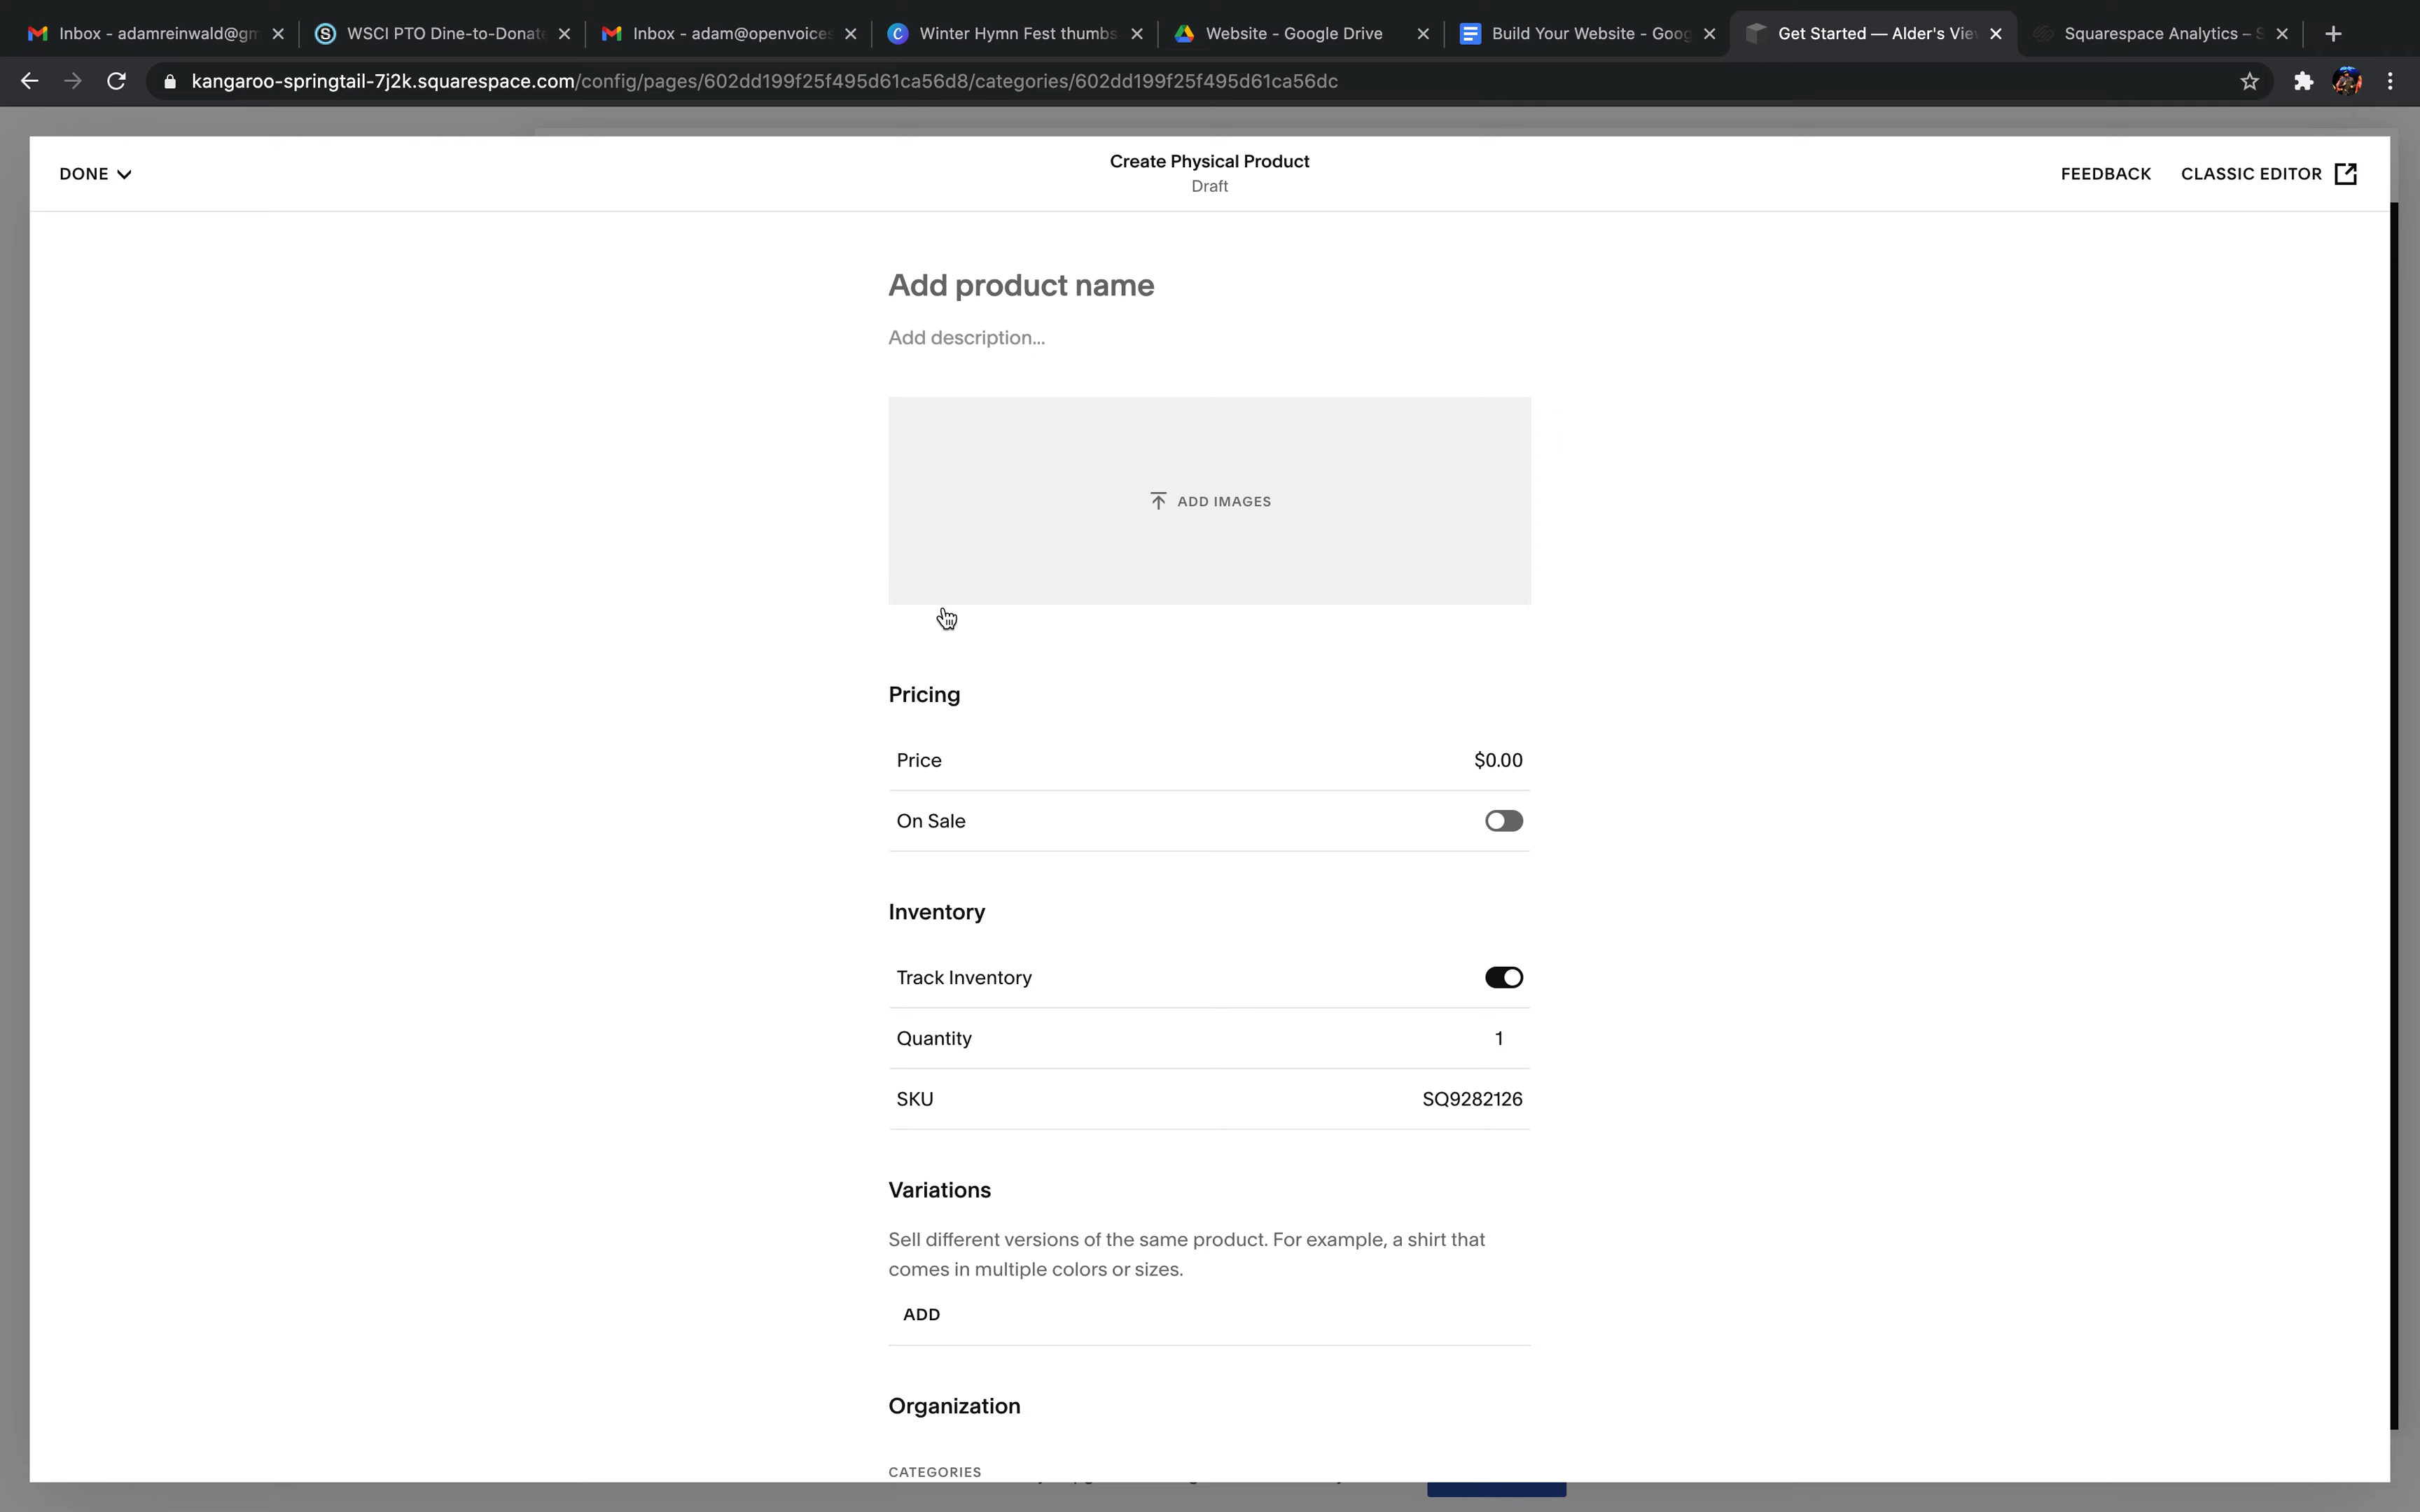 Inbox - adamreinwald@gm
WSCI PTO Dine-to-Donate
Inbox - adam@openvoices
Winter Hymn Fest thumbs
Website - Google Drive
Build Your Website - Goog
Get Started — Alder's View
Squarespace Analytics – S
kangaroo-springtail-7j2k.squarespace.com/config/pages/602dd199f25f495d61ca56d8/categories/602dd199f25f495d61ca56dc
DONE
Create Physical Product
Draft
FEEDBACK
CLASSIC EDITOR
Add product name
Add description...
ADD IMAGES
Pricing
Price $0.00
On Sale
Inventory
Track Inventory
Quantity 1
SKU SQ9282126
Variations
Sell different versions of the same product. For example, a shirt that
comes in multiple colors or sizes.
ADD
Organization
CATEGORIES